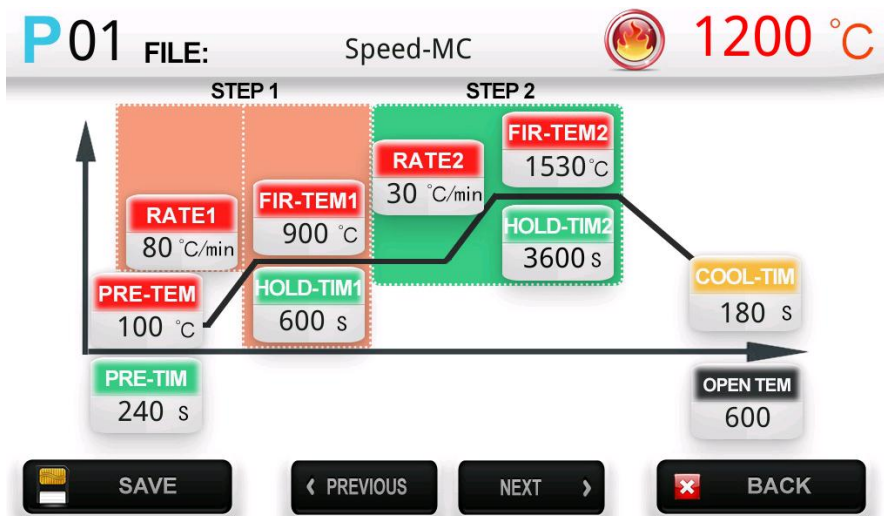 P01 FILE: Speed-MC 1200 °C
STEP 1 STEP 2
FIR-TEM2
1530 °C
RATE2
30 °C/min
FIR-TEM1
900 °C
RATE1
80 °C/min
HOLD-TIM2
3600 s
PRE-TEM
100 °C
HOLD-TIM1
600 s
COOL-TIM
180 s
PRE-TIM
240 s
OPEN TEM
600
SAVE PREVIOUS NEXT BACK